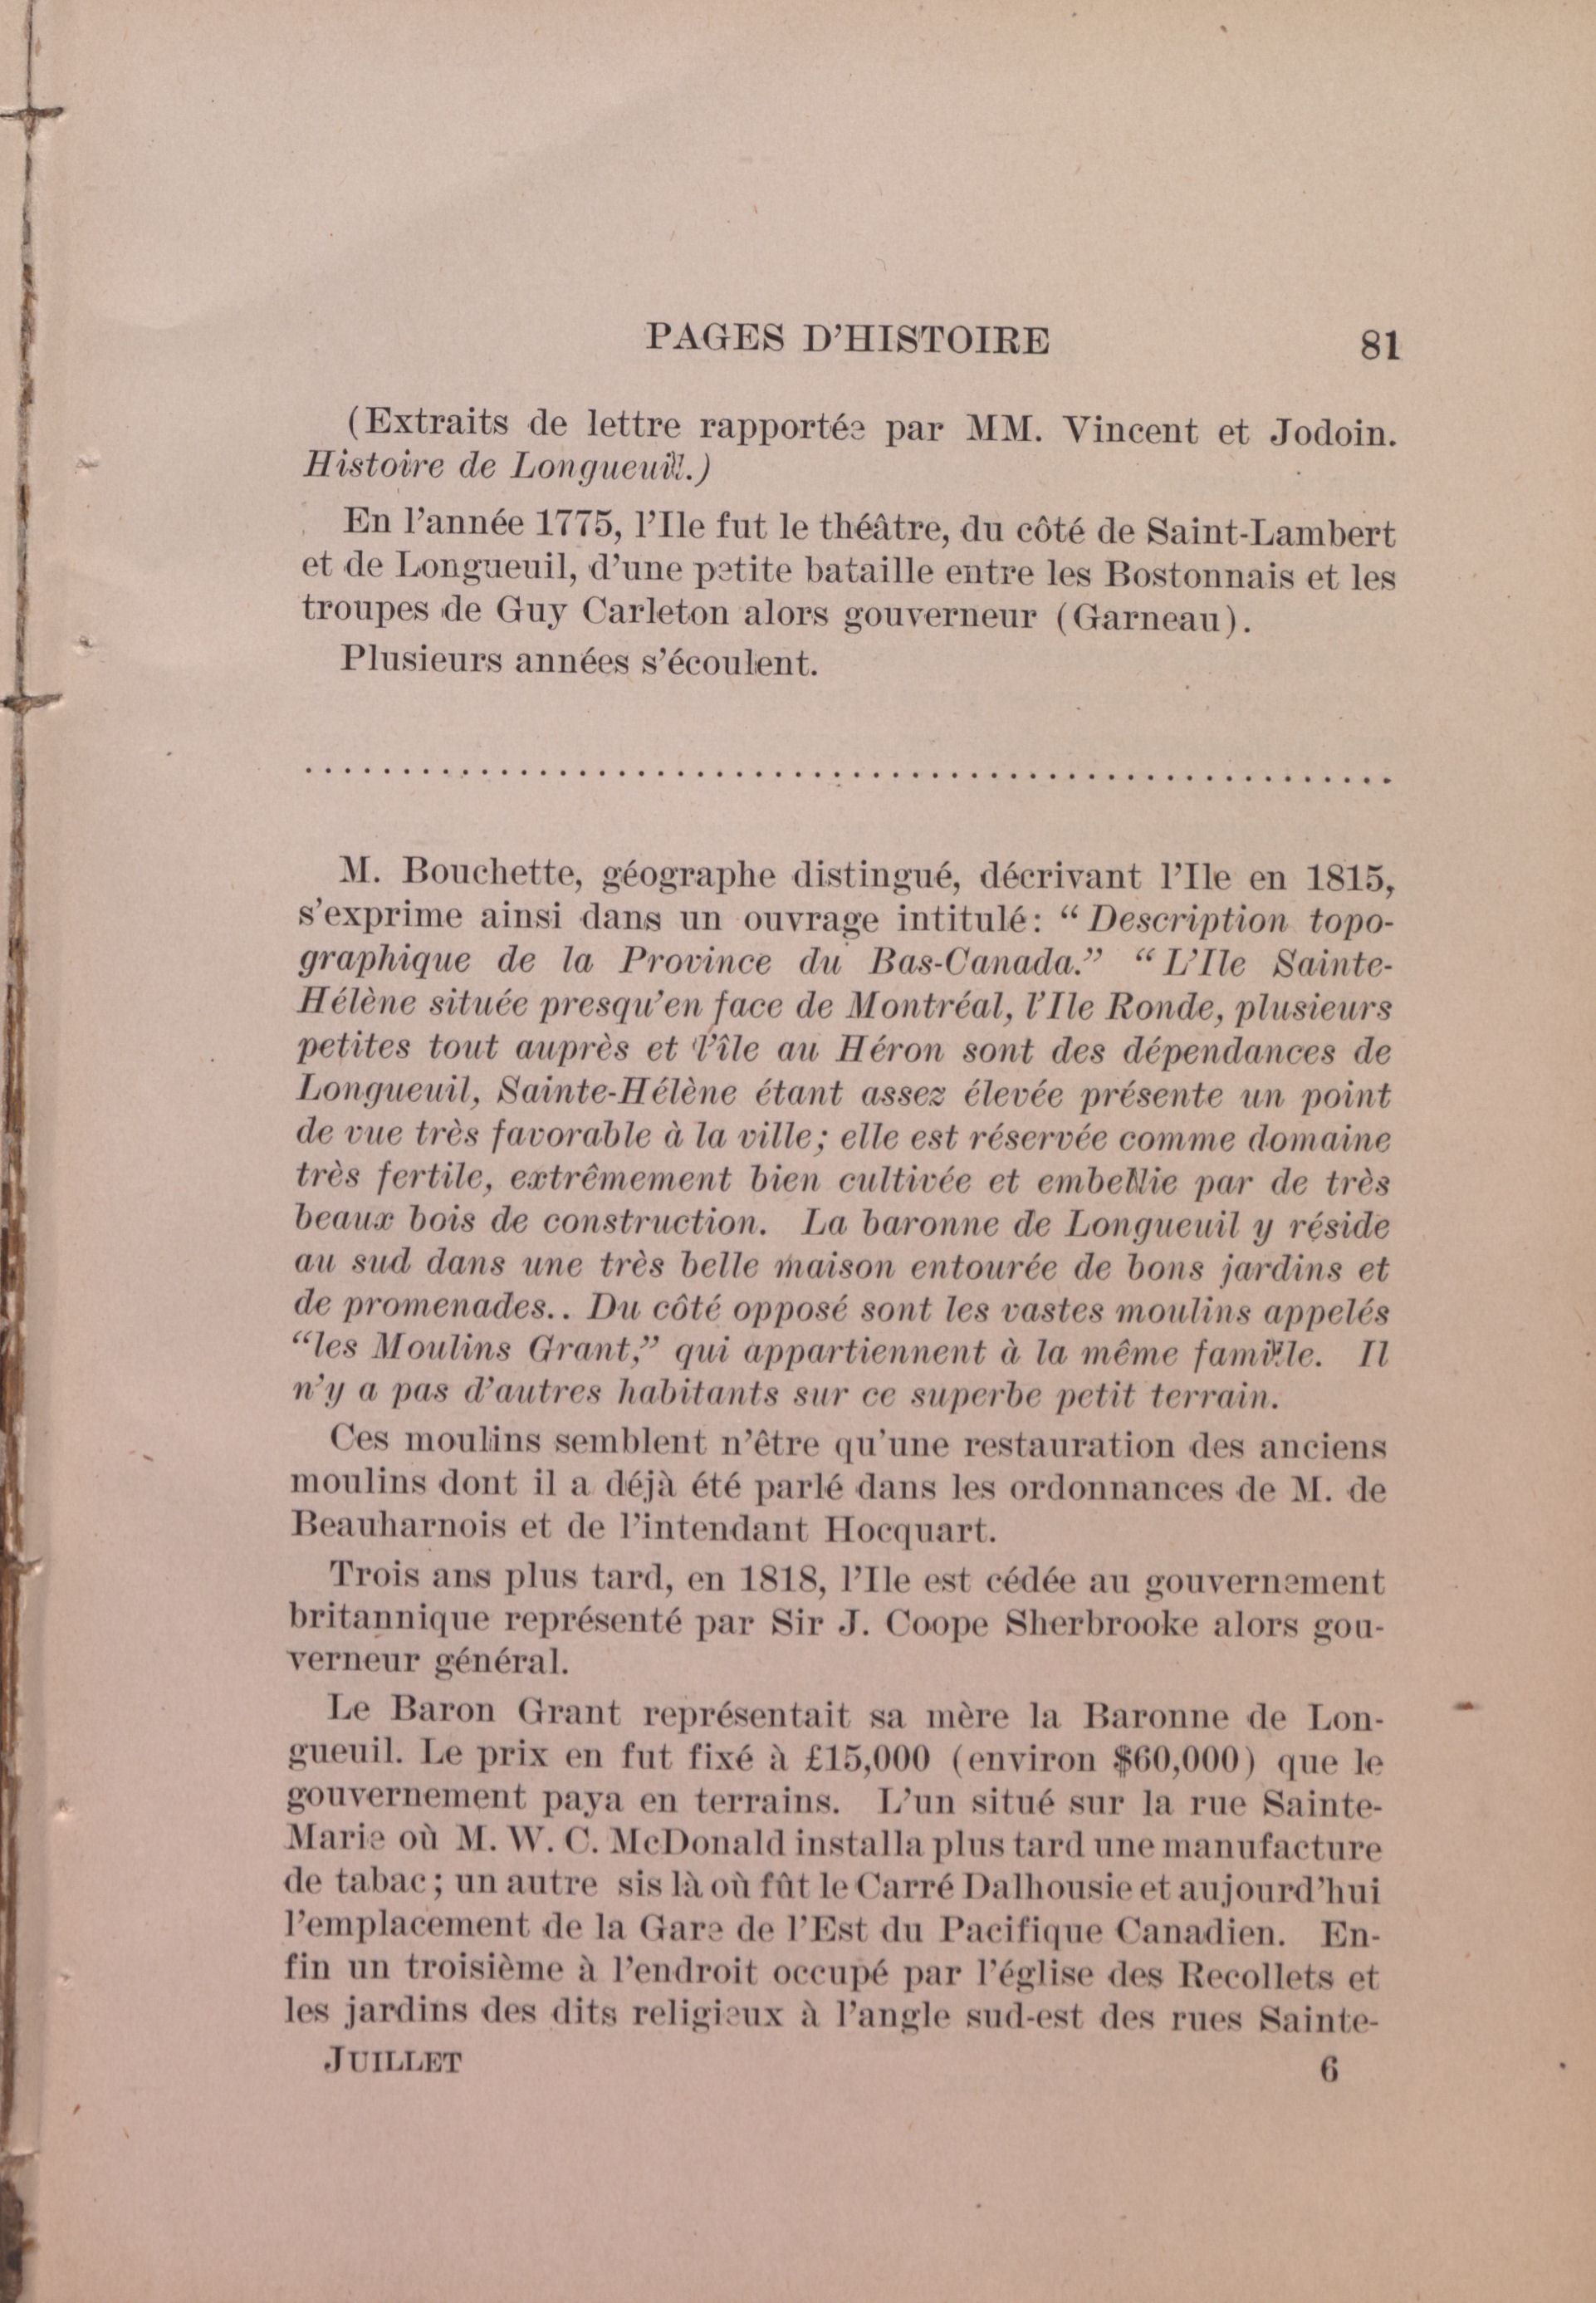 PAGES D'HISTOIRE 81
(Extraits de lettre rapportée par MM. Vincent et Jodoin.
Histoire de Longueuil.)
En l'année 1775, l'Ile fut le théâtre, du côté de Saint-Lambert
et de Longueuil, d'une petite bataille entre les Bostonnais et les
troupes de Guy Carleton alors gouverneur (Garneau).
Plusieurs années s'écoulent.
......................................................................
M. Bouchette, géographe distingué, décrivant l'Ile en 1815,
s'exprime ainsi dans un ouvrage intitulé: “Description topo-
graphique de la Province du Bas-Canada.” “L'Ile Sainte-
Hélène située presqu'en face de Montréal, l'Ile Ronde, plusieurs
petites tout auprès et l'île au Héron sont des dépendances de
Longueuil, Sainte-Hélène étant assez élevée présente un point
de vue très favorable à la ville; elle est réservée comme domaine
très fertile, extrêmement bien cultivée et embellie par de très
beaux bois de construction. La baronne de Longueuil y réside
au sud dans une très belle maison entourée de bons jardins et
de promenades.. Du côté opposé sont les vastes moulins appelés
“les Moulins Grant,” qui appartiennent à la même famille. Il
n'y a pas d'autres habitants sur ce superbe petit terrain.
Ces moulins semblent n'être qu'une restauration des anciens
moulins dont il a déjà été parlé dans les ordonnances de M. de
Beauharnois et de l'intendant Hocquart.
Trois ans plus tard, en 1818, l'Ile est cédée au gouvernement
britannique représenté par Sir J. Coope Sherbrooke alors gou-
verneur général.
Le Baron Grant représentait sa mère la Baronne de Lon-
gueuil. Le prix en fut fixé à £15,000 (environ $60,000) que le
gouvernement paya en terrains. L'un situé sur la rue Sainte-
Marie où M. W. C. McDonald installa plus tard une manufacture
de tabac; un autre sis là où fût le Carré Dalhousie et aujourd'hui
l'emplacement de la Gare de l'Est du Pacifique Canadien. En-
fin un troisième à l'endroit occupé par l'église des Recollets et
les jardins des dits religieux à l'angle sud-est des rues Sainte-
JUILLET 6